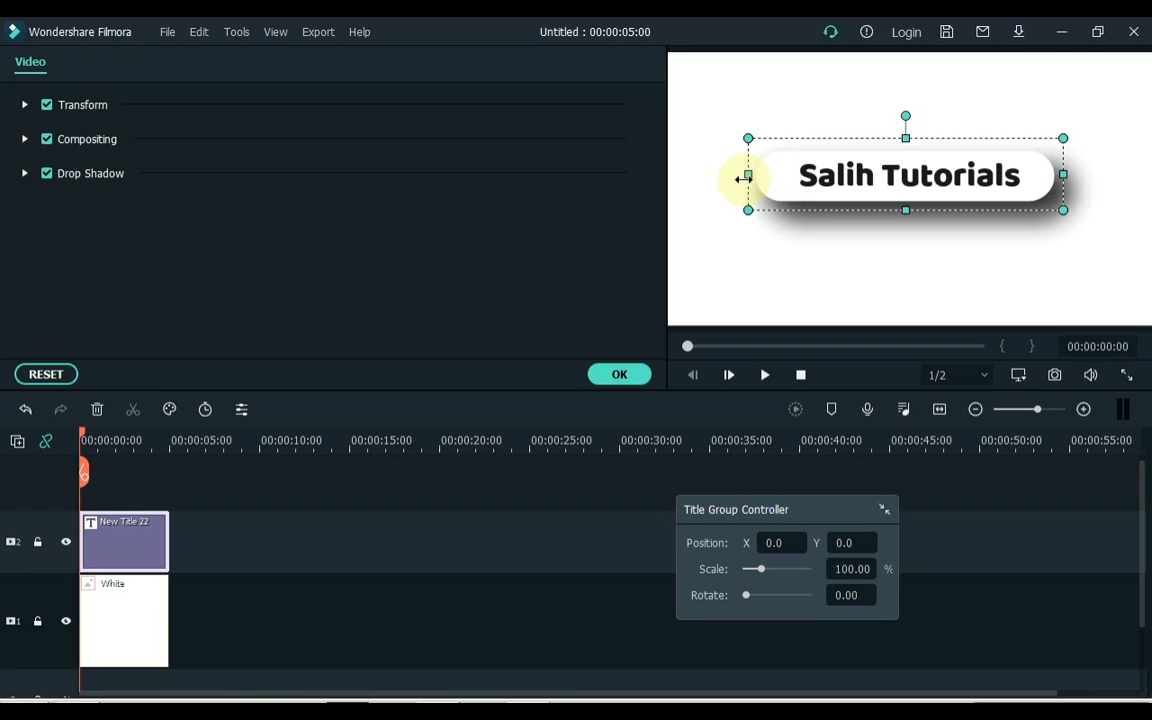 Wondershare Filmora File Edit Tools View Export Help Untitled : 00:00:05:00 Login
Video
Transform
Compositing
Drop Shadow
Salih Tutorials
00:00:00:00
RESET OK 1/2
00:00:00:00 00:00:05:00 00:00:10:00 00:00:15:00 00:00:20:00 00:00:25:00 00:00:30:00 00:00:35:00 00:00:40:00 00:00:45:00 00:00:50:00 00:00:55:00
Title Group Controller
2 T New Title 22
Position: X 0.0 Y 0.0
Scale: 100.00 %
Rotate: 0.00
White
1